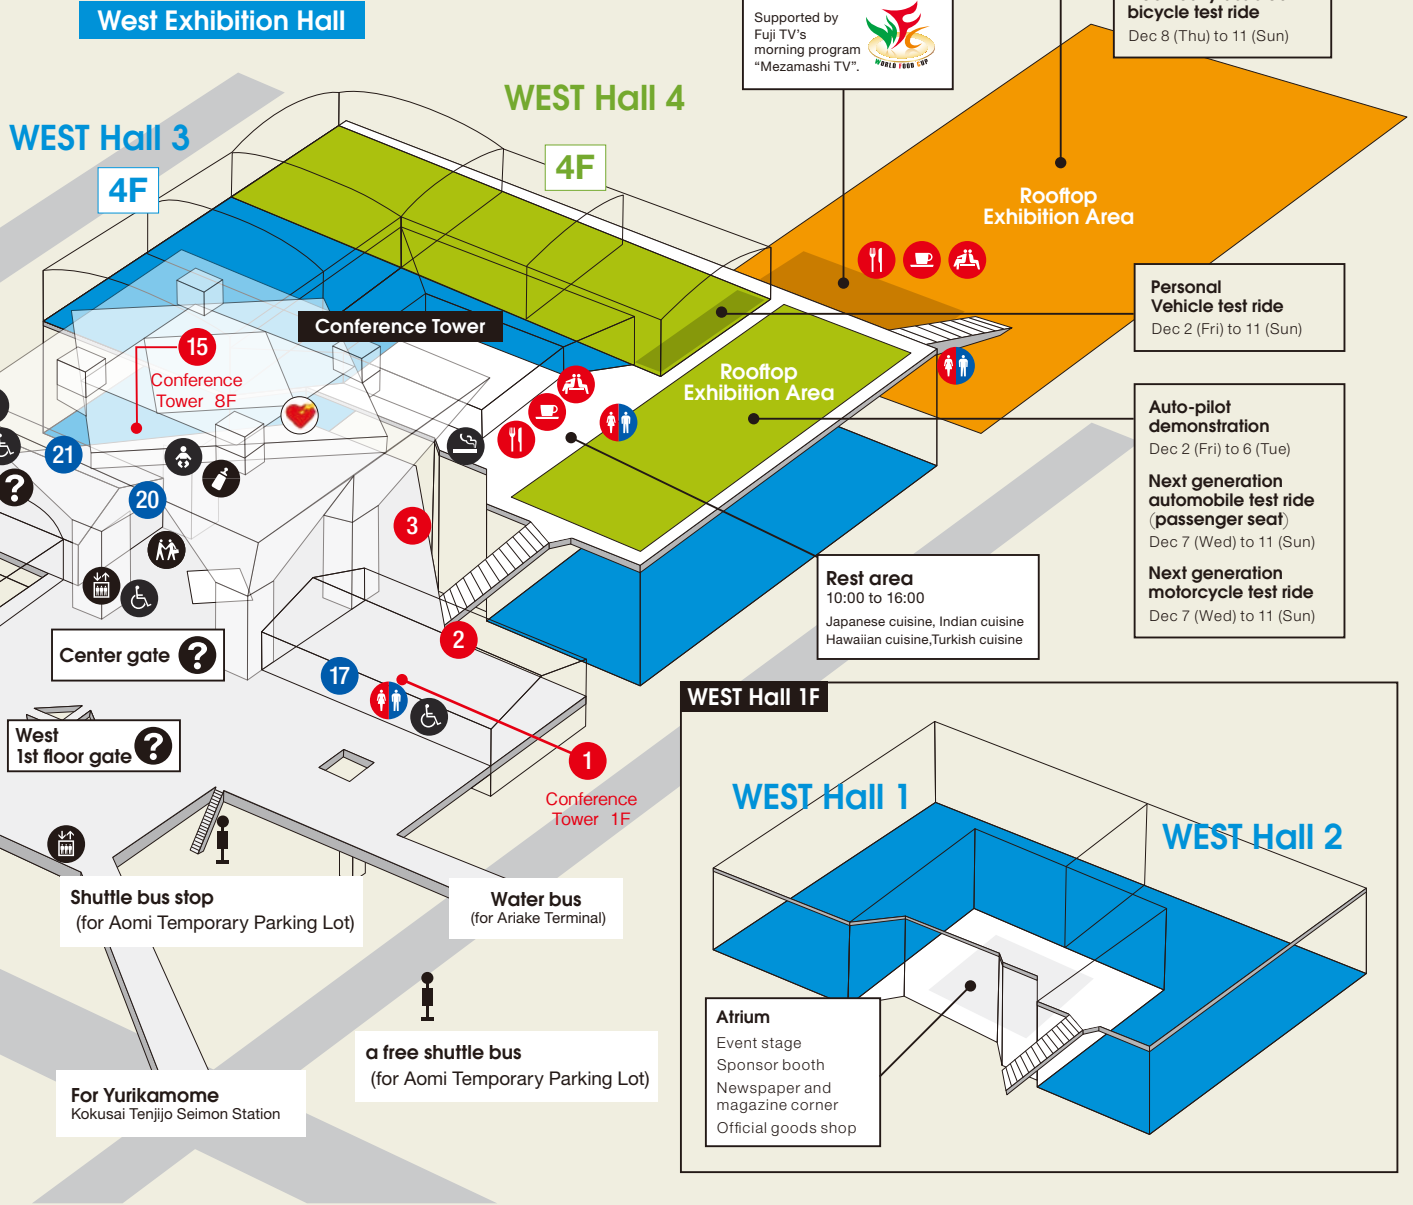 West Exhibition Hall
Supported by
Fuji TV's
morning program
“Mezamashi TV”.
WORLD FOOD CUP
bicycle test ride
Dec 8 (Thu) to 11 (Sun)
WEST Hall 4
4F
WEST Hall 3
4F
Rooftop
Exhibition Area
Personal
Vehicle test ride
Dec 2 (Fri) to 11 (Sun)
Conference Tower
15
Conference
Tower 8F
Rooftop
Exhibition Area
Auto-pilot
demonstration
Dec 2 (Fri) to 6 (Tue)
Next generation
automobile test ride
(passenger seat)
Dec 7 (Wed) to 11 (Sun)
Next generation
motorcycle test ride
Dec 7 (Wed) to 11 (Sun)
21
?
20
3
Rest area
10:00 to 16:00
Japanese cuisine, Indian cuisine
Hawaiian cuisine,Turkish cuisine
Center gate ?
2
17
West
1st floor gate ?
1
Conference
Tower 1F
WEST Hall 1F
WEST Hall 1
WEST Hall 2
Shuttle bus stop
(for Aomi Temporary Parking Lot)
Water bus
(for Ariake Terminal)
a free shuttle bus
(for Aomi Temporary Parking Lot)
For Yurikamome
Kokusai Tenjijo Seimon Station
Atrium
Event stage
Sponsor booth
Newspaper and
magazine corner
Official goods shop